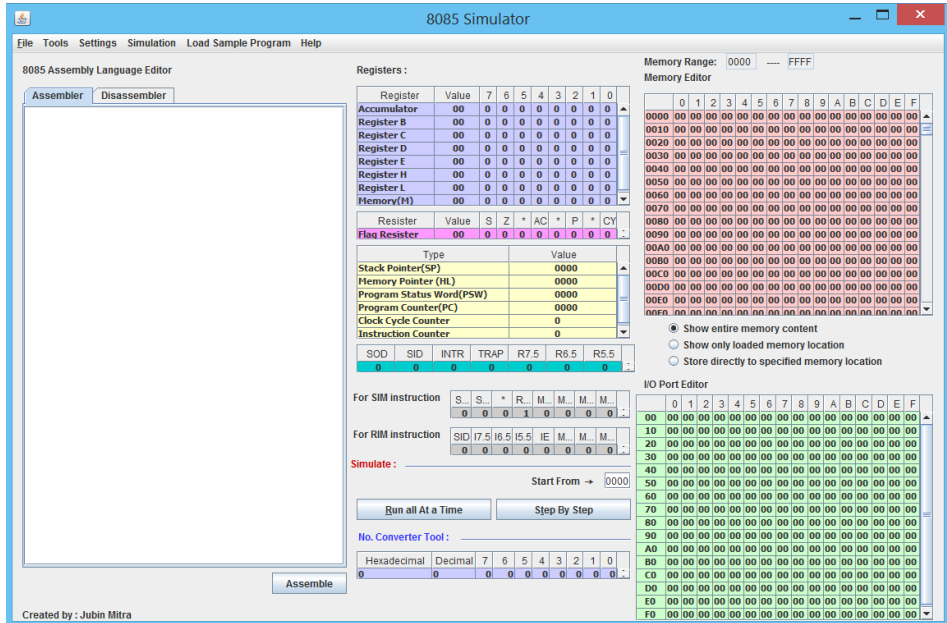 8085 Simulator
File Tools Settings Simulation Load Sample Program Help
8085 Assembly Language Editor
Assembler Disassembler
Assemble
Created by : Jubin Mitra
Registers :
Register Value 7 6 5 4 3 2 1 0
Accumulator 00 0 0 0 0 0 0 0 0
Register B 00 0 0 0 0 0 0 0 0
Register C 00 0 0 0 0 0 0 0 0
Register D 00 0 0 0 0 0 0 0 0
Register E 00 0 0 0 0 0 0 0 0
Register H 00 0 0 0 0 0 0 0 0
Register L 00 0 0 0 0 0 0 0 0
Memory(M) 00 0 0 0 0 0 0 0 0
Resister Value S Z * AC * P * CY
Flag Resister 00 0 0 0 0 0 0 0 0
Type Value
Stack Pointer(SP) 0000
Memory Pointer (HL) 0000
Program Status Word(PSW) 0000
Program Counter(PC) 0000
Clock Cycle Counter 0
Instruction Counter 0
SOD SID INTR TRAP R7.5 R6.5 R5.5
0 0 0 0 0 0 0
For SIM instruction S... S... * R... M... M... M... M...
0 0 0 1 0 0 0 0
For RIM instruction SID I7.5 I6.5 I5.5 IE M... M... M...
0 0 0 0 0 0 0 0
Simulate :
Start From → 0000
Run all At a Time Step By Step
No. Converter Tool :
Hexadecimal Decimal 7 6 5 4 3 2 1 0
0 0 0 0 0 0 0 0 0 0
Memory Range: 0000 ---- FFFF
Memory Editor
0 1 2 3 4 5 6 7 8 9 A B C D E F
0000 00 00 00 00 00 00 00 00 00 00 00 00 00 00 00 00
0010 00 00 00 00 00 00 00 00 00 00 00 00 00 00 00 00
0020 00 00 00 00 00 00 00 00 00 00 00 00 00 00 00 00
0030 00 00 00 00 00 00 00 00 00 00 00 00 00 00 00 00
0040 00 00 00 00 00 00 00 00 00 00 00 00 00 00 00 00
0050 00 00 00 00 00 00 00 00 00 00 00 00 00 00 00 00
0060 00 00 00 00 00 00 00 00 00 00 00 00 00 00 00 00
0070 00 00 00 00 00 00 00 00 00 00 00 00 00 00 00 00
0080 00 00 00 00 00 00 00 00 00 00 00 00 00 00 00 00
0090 00 00 00 00 00 00 00 00 00 00 00 00 00 00 00 00
00A0 00 00 00 00 00 00 00 00 00 00 00 00 00 00 00 00
00B0 00 00 00 00 00 00 00 00 00 00 00 00 00 00 00 00
00C0 00 00 00 00 00 00 00 00 00 00 00 00 00 00 00 00
00D0 00 00 00 00 00 00 00 00 00 00 00 00 00 00 00 00
00E0 00 00 00 00 00 00 00 00 00 00 00 00 00 00 00 00
00F0 00 00 00 00 00 00 00 00 00 00 00 00 00 00 00 00
Show entire memory content
Show only loaded memory location
Store directly to specified memory location
I/O Port Editor
0 1 2 3 4 5 6 7 8 9 A B C D E F
00 00 00 00 00 00 00 00 00 00 00 00 00 00 00 00 00
10 00 00 00 00 00 00 00 00 00 00 00 00 00 00 00 00
20 00 00 00 00 00 00 00 00 00 00 00 00 00 00 00 00
30 00 00 00 00 00 00 00 00 00 00 00 00 00 00 00 00
40 00 00 00 00 00 00 00 00 00 00 00 00 00 00 00 00
50 00 00 00 00 00 00 00 00 00 00 00 00 00 00 00 00
60 00 00 00 00 00 00 00 00 00 00 00 00 00 00 00 00
70 00 00 00 00 00 00 00 00 00 00 00 00 00 00 00 00
80 00 00 00 00 00 00 00 00 00 00 00 00 00 00 00 00
90 00 00 00 00 00 00 00 00 00 00 00 00 00 00 00 00
A0 00 00 00 00 00 00 00 00 00 00 00 00 00 00 00 00
B0 00 00 00 00 00 00 00 00 00 00 00 00 00 00 00 00
C0 00 00 00 00 00 00 00 00 00 00 00 00 00 00 00 00
D0 00 00 00 00 00 00 00 00 00 00 00 00 00 00 00 00
E0 00 00 00 00 00 00 00 00 00 00 00 00 00 00 00 00
F0 00 00 00 00 00 00 00 00 00 00 00 00 00 00 00 00